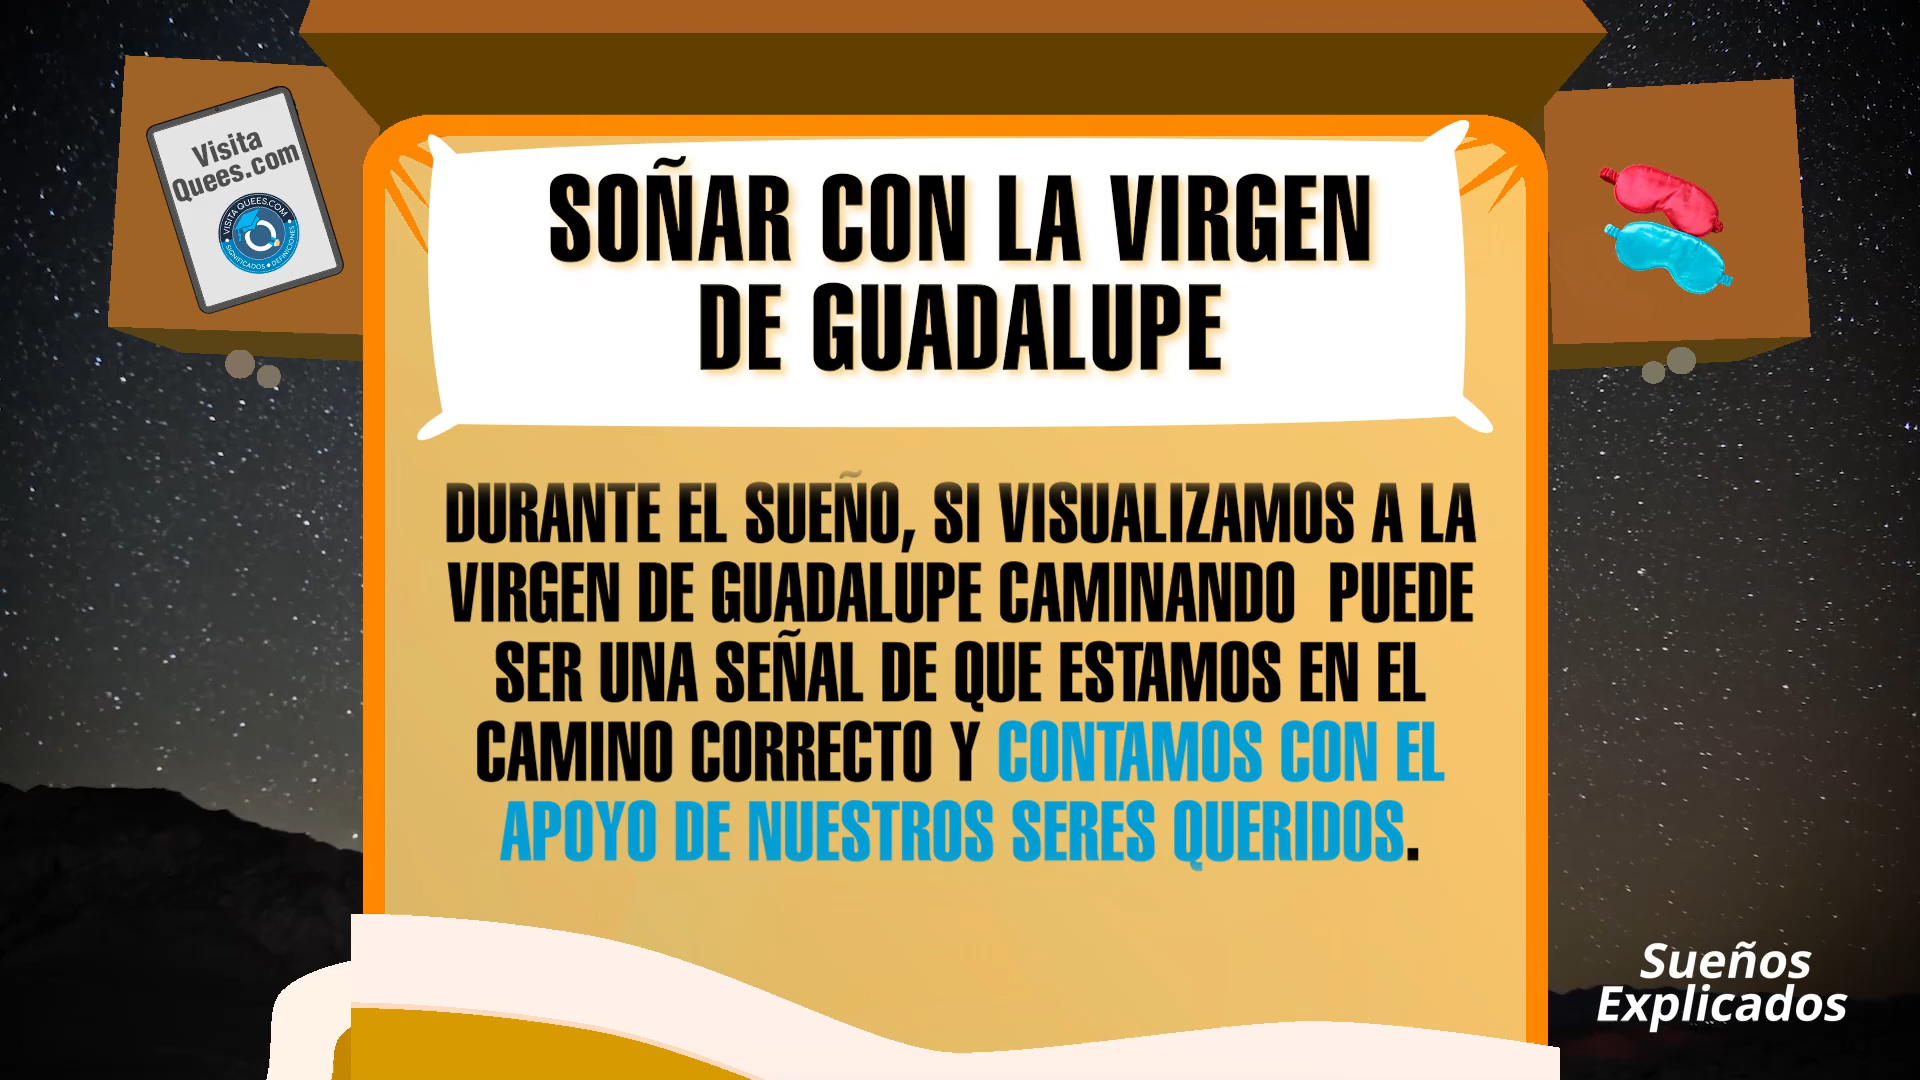 Visita
Quees.com
VISITA QUEES.COM
SIGNIFICADOS • DEFINICIONES
SOÑAR CON LA VIRGEN
DE GUADALUPE
DURANTE EL SUEÑO, SI VISUALIZAMOS A LA
VIRGEN DE GUADALUPE CAMINANDO  PUEDE
SER UNA SEÑAL DE QUE ESTAMOS EN EL
CAMINO CORRECTO Y CONTAMOS CON EL
APOYO DE NUESTROS SERES QUERIDOS.
Sueños
Explicados